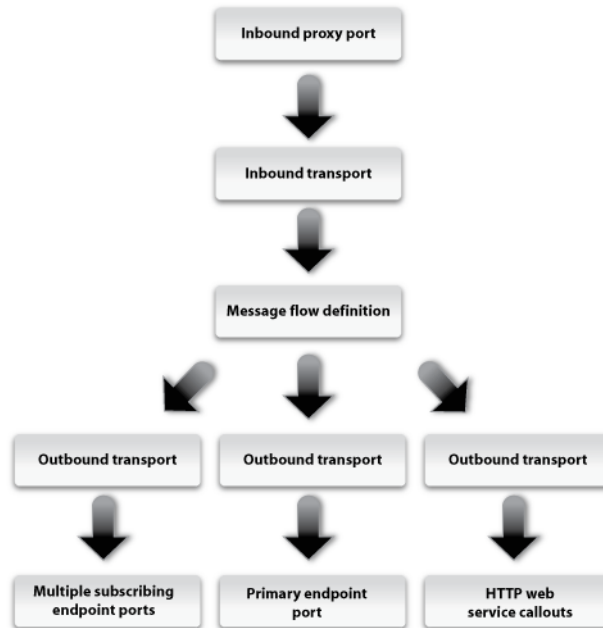 Inbound proxy port
Inbound transport
Message flow definition
Outbound transport
Outbound transport
Outbound transport
Multiple subscribing
endpoint ports
Primary endpoint
port
HTTP web
service callouts